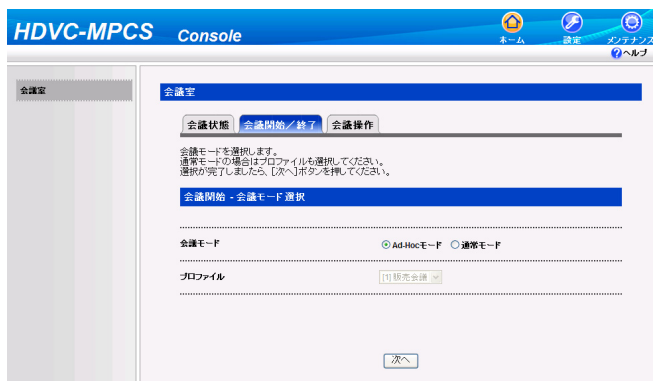 HDVC-MPCS Console
ホーム 設定 メンテナンス
?ヘルプ
会議室
会議室
会議状態 会議開始／終了 会議操作
会議モードを選択します。
通常モードの場合はプロファイルも選択してください。
選択が完了しましたら、[次へ]ボタンを押してください。
会議開始 - 会議モード選択
会議モード Ad-Hocモード 通常モード
プロファイル [1] 販売会議
次へ